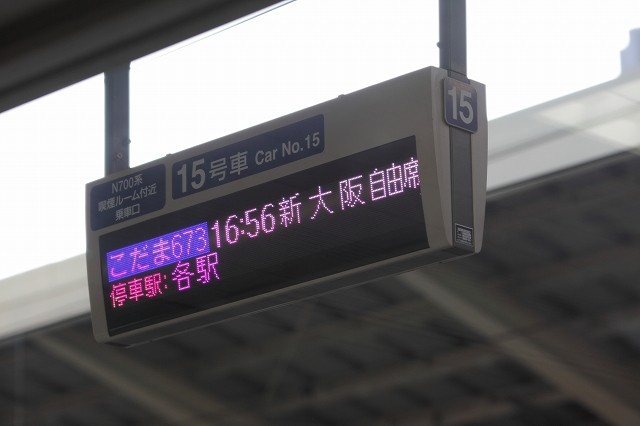 N700系
喫煙ルーム付近
乗車口
15号車 Car No.15
15
こだま673 16:56 新大阪 自由席
停車駅: 各駅